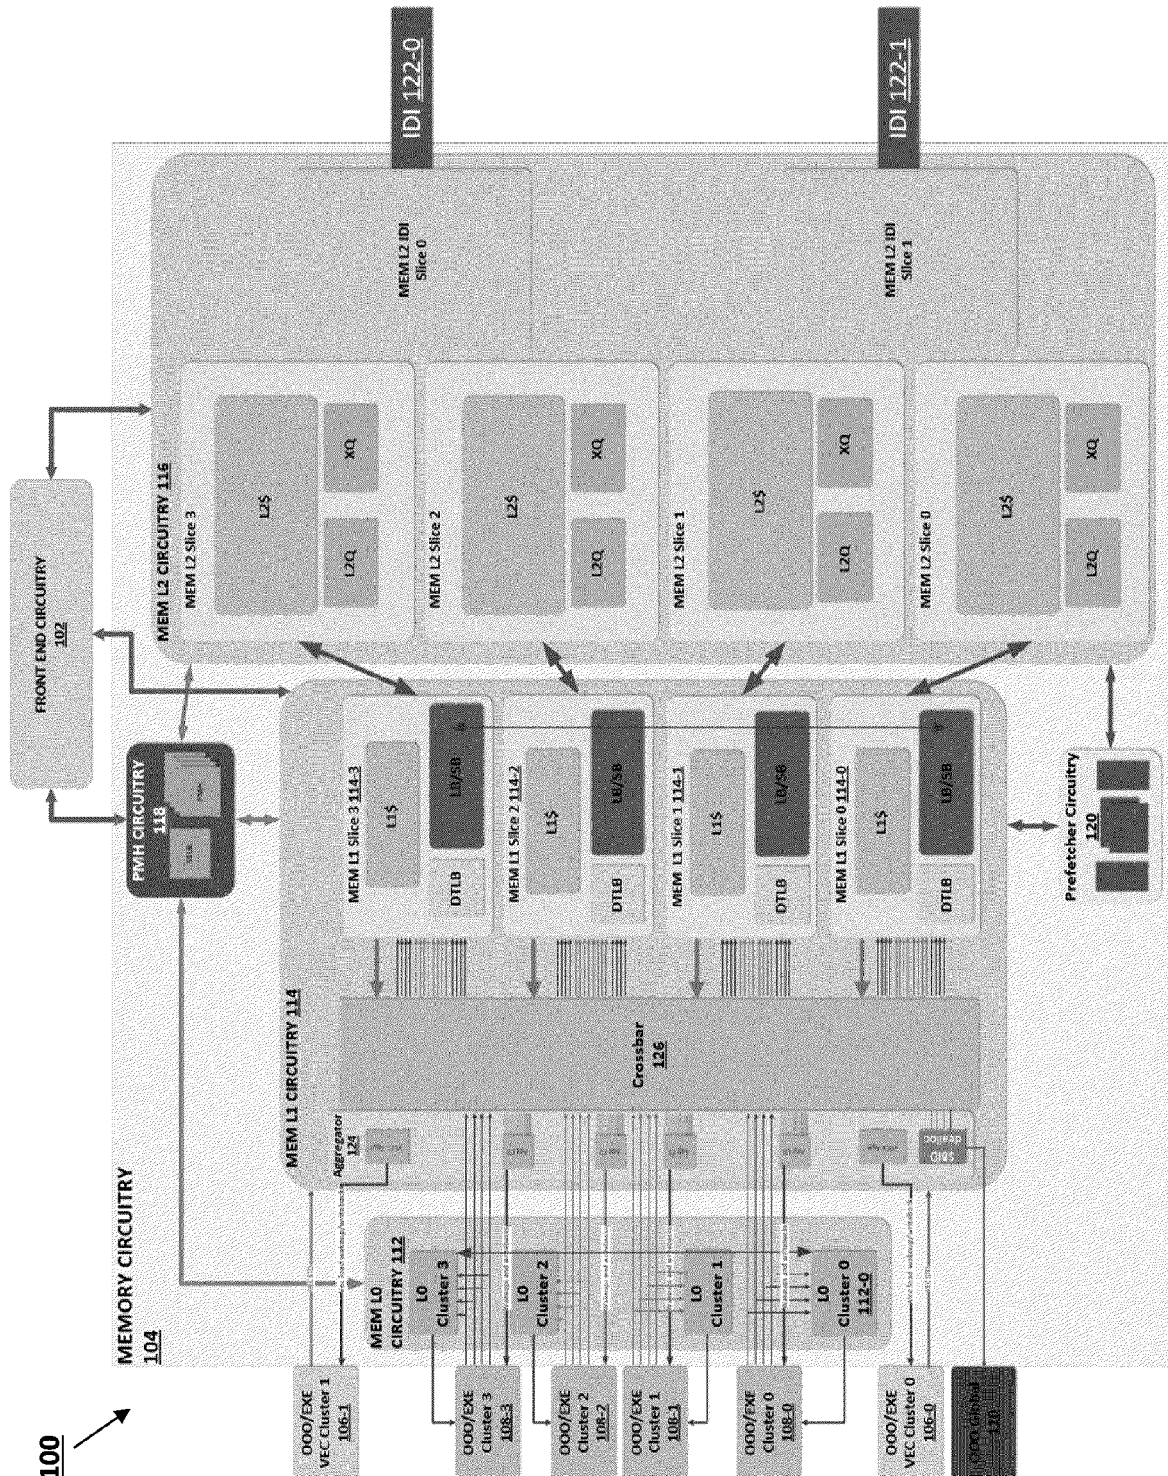 100
MEMORY CIRCUITRY
104
FRONT END CIRCUITRY
102
PMH CIRCUITRY
118
OOO/EXE
VEC Cluster 1
106-1
OOO/EXE
Cluster 3
108-3
OOO/EXE
Cluster 2
108-2
OOO/EXE
Cluster 1
108-1
OOO/EXE
Cluster 0
108-0
OOO/EXE
VEC Cluster 0
106-0
OOO Global
110
MEM L0
CIRCUITRY 112
L0
Cluster 3
L0
Cluster 2
L0
Cluster 1
L0
Cluster 0
112-0
MEM L1 CIRCUITRY 114
Aggregator
124
SBID
dealloc
Crossbar
126
MEM L1 Slice 3 114-3
L1$
DTLB
LB/SB
MEM L1 Slice 2 114-2
L1$
DTLB
LB/SB
MEM L1 Slice 1 114-1
L1$
DTLB
LB/SB
MEM L1 Slice 0 114-0
L1$
DTLB
LB/SB
Prefetcher Circuitry
120
MEM L2 CIRCUITRY 116
MEM L2 Slice 3
L2$
L2Q
XQ
MEM L2 Slice 2
L2$
L2Q
XQ
MEM L2 Slice 1
L2$
L2Q
XQ
MEM L2 Slice 0
L2$
L2Q
XQ
MEM L2 IDI
Slice 0
MEM L2 IDI
Slice 1
IDI 122-0
IDI 122-1